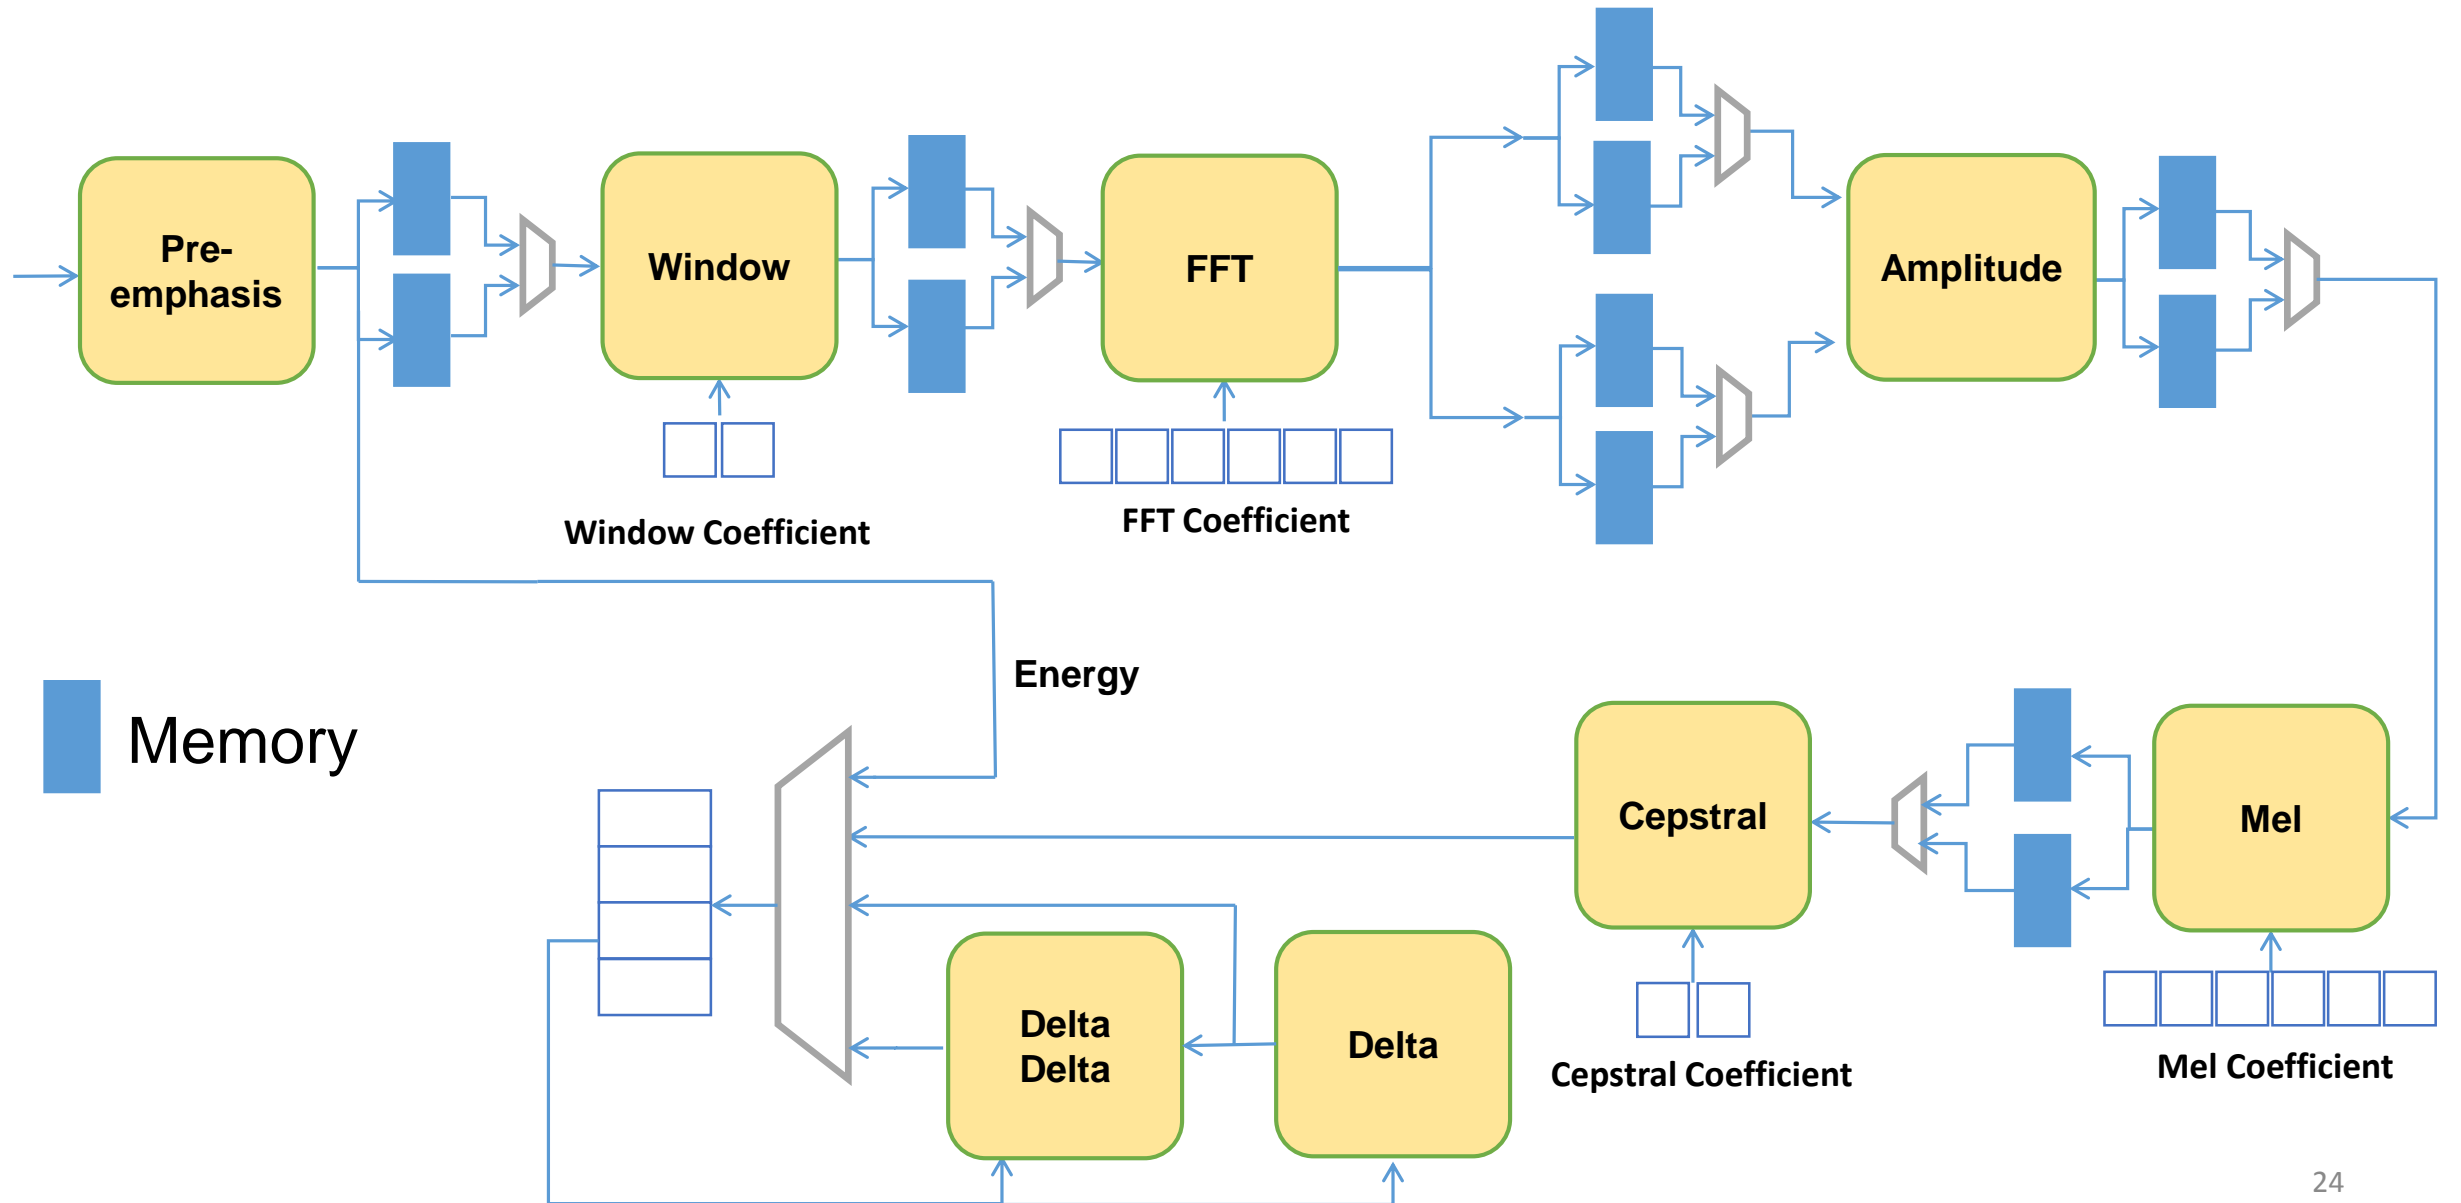 Pre-
emphasis
Window
FFT
Amplitude
Window Coefficient
FFT Coefficient
Energy
Memory
Cepstral
Mel
Delta
Delta
Delta
Cepstral Coefficient
Mel Coefficient
24